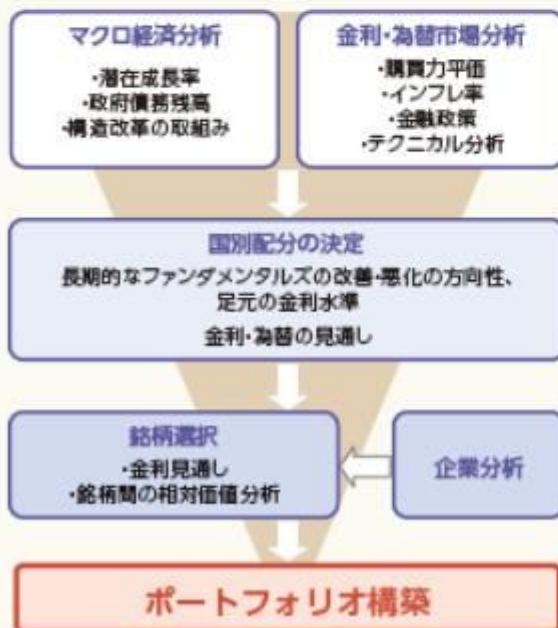 マクロ経済分析
・潜在成長率
・政府債務残高
・構造改革の取組み
金利・為替市場分析
・購買力平価
・インフレ率
・金融政策
・テクニカル分析
国別配分の決定
長期的なファンダメンタルズの改善・悪化の方向性、
足元の金利水準
金利・為替の見通し
銘柄選択
・金利見通し
・銘柄間の相対価値分析
企業分析
ポートフォリオ構築